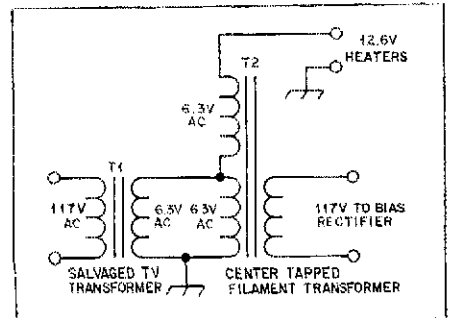 12.6V
HEATERS
T2
6.3V
AC
T1
117V
AC
6.3V
AC
6.3V
AC
117V TO BIAS
RECTIFIER
SALVAGED TV
TRANSFORMER
CENTER TAPPED
FILAMENT TRANSFORMER